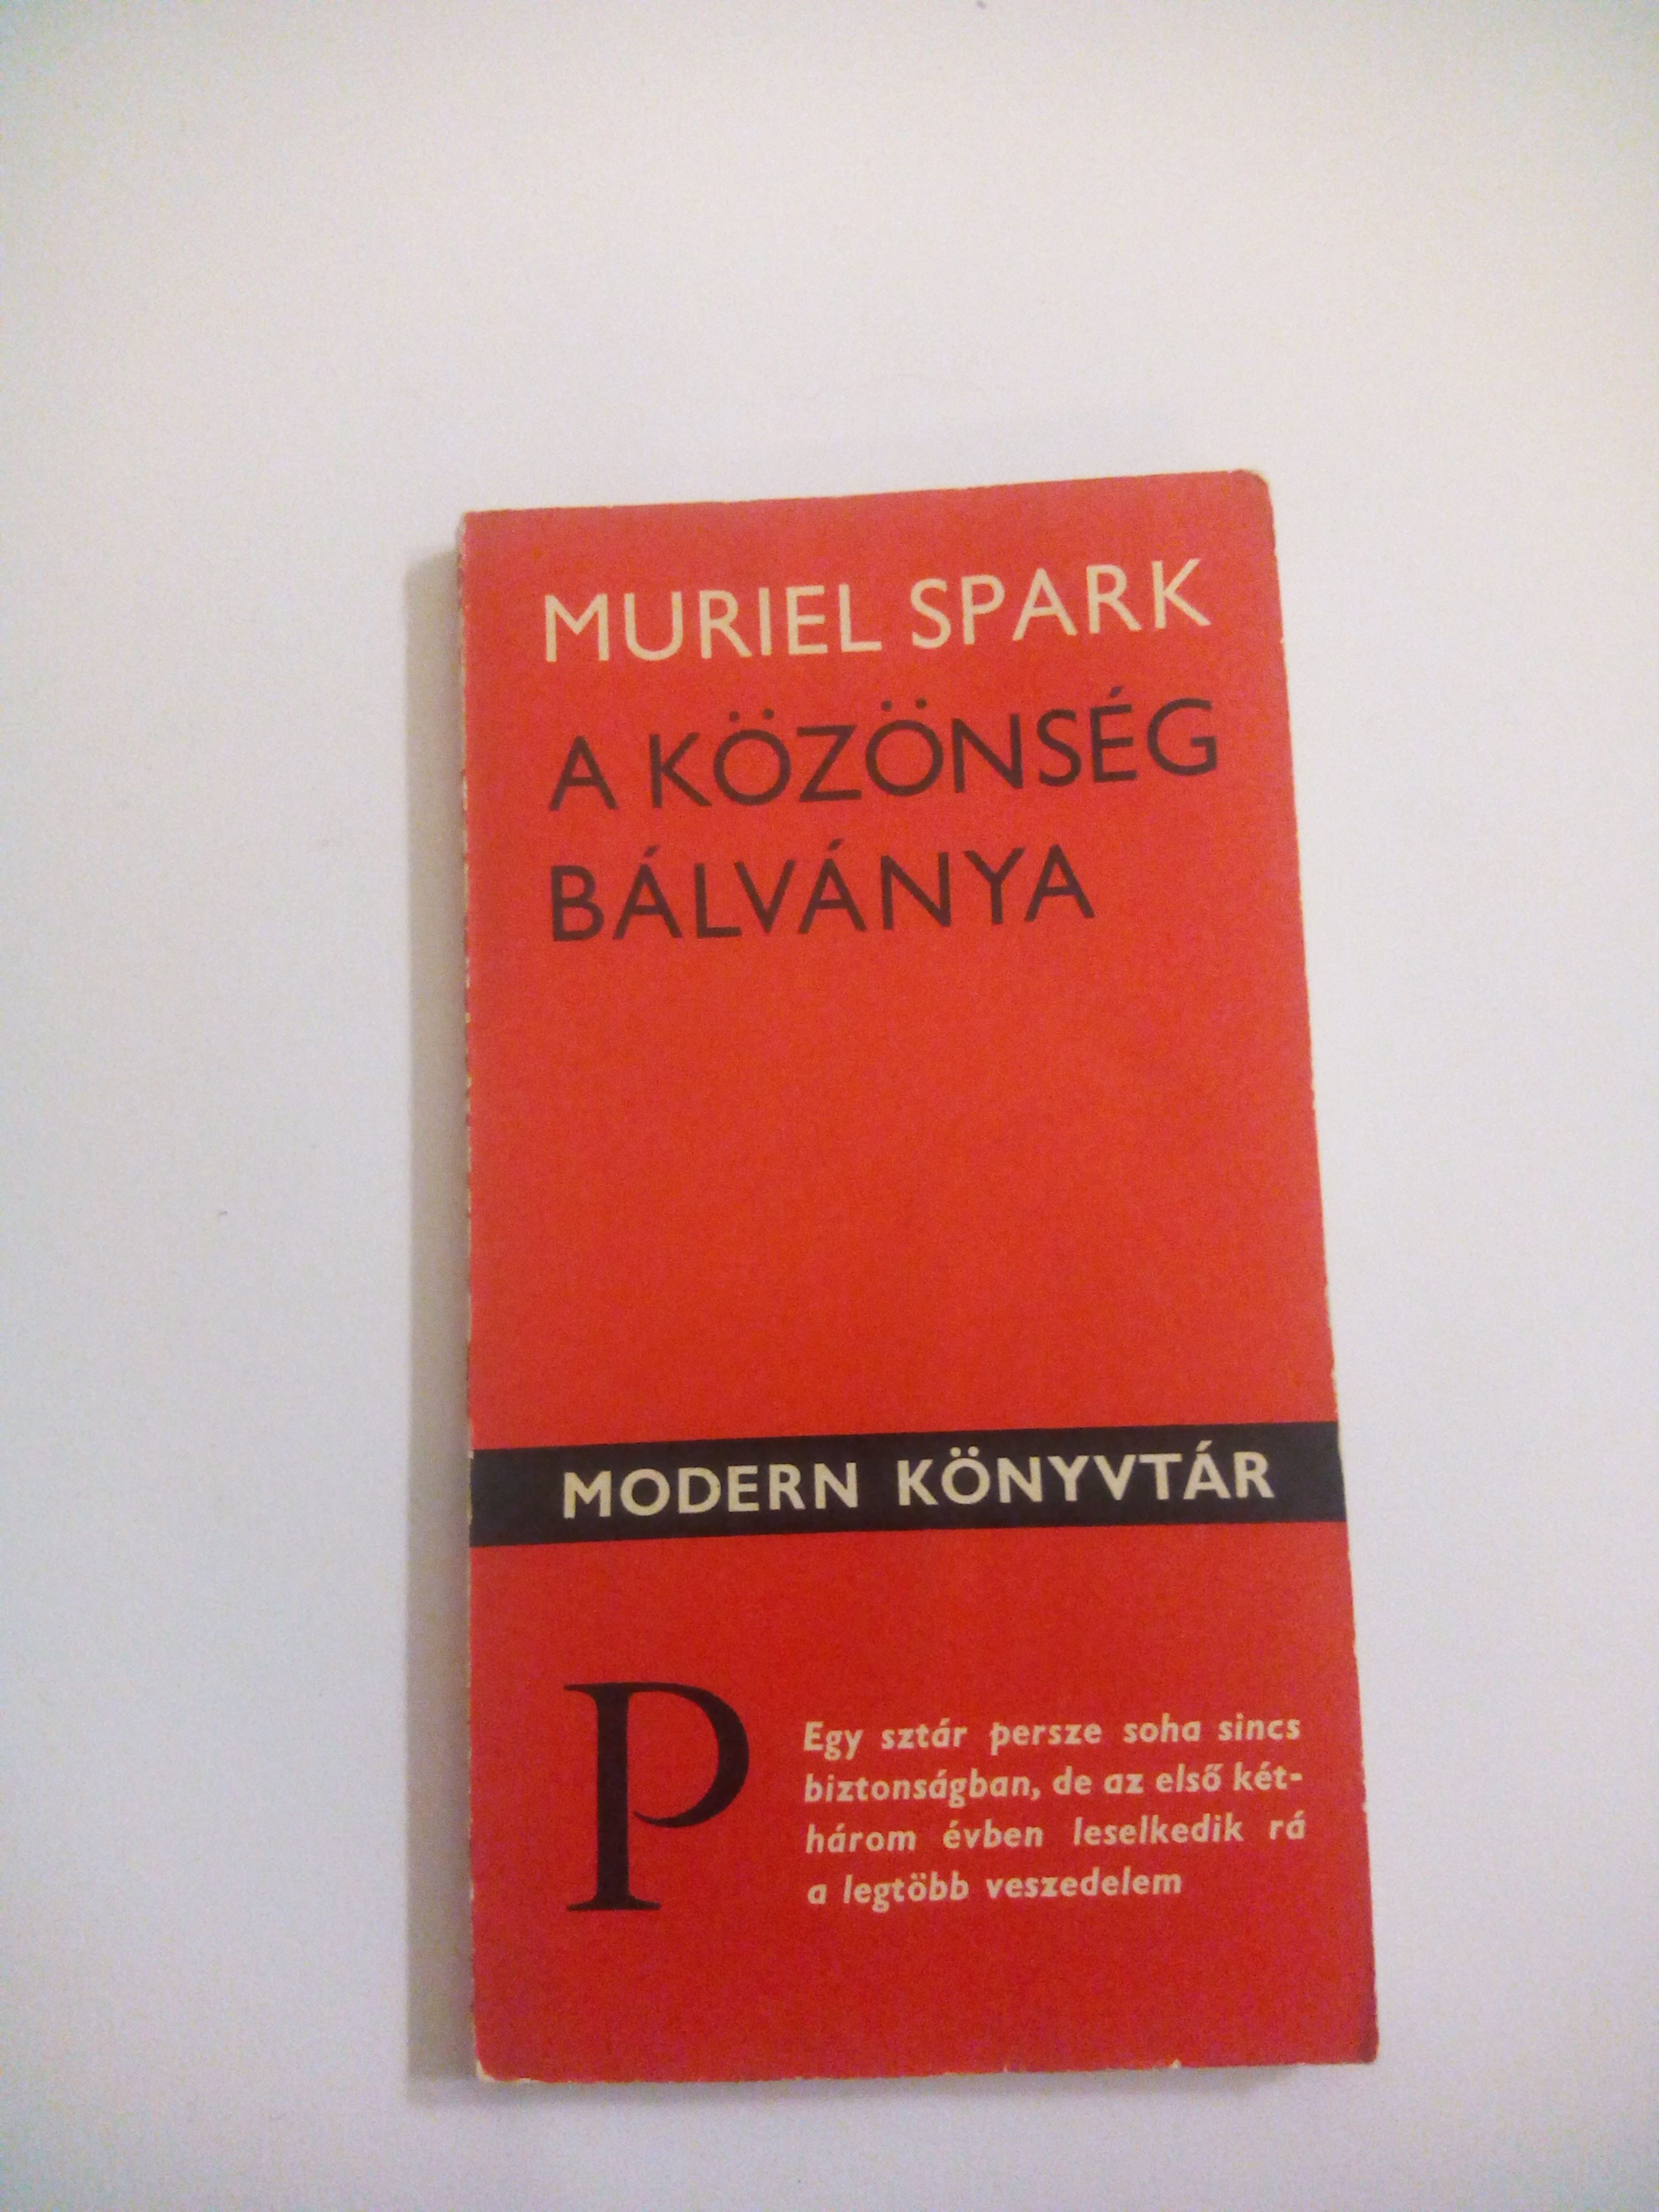 MURIEL SPARK
A KÖZÖNSÉG
BÁLVÁNYA
MODERN KÖNYVTÁR
P
Egy sztár persze soha sincs
biztonságban, de az első két-
három évben leselkedik rá
a legtöbb veszedelem